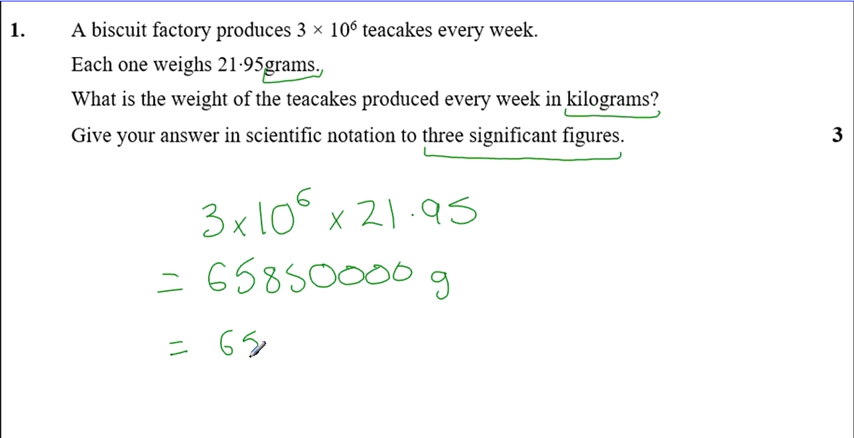 1. A biscuit factory produces 3 × 10⁶ teacakes every week.
Each one weighs 21·95grams.
What is the weight of the teacakes produced every week in kilograms?
Give your answer in scientific notation to three significant figures. 3
3×10⁶ × 21.95
= 65850000 g
= 65